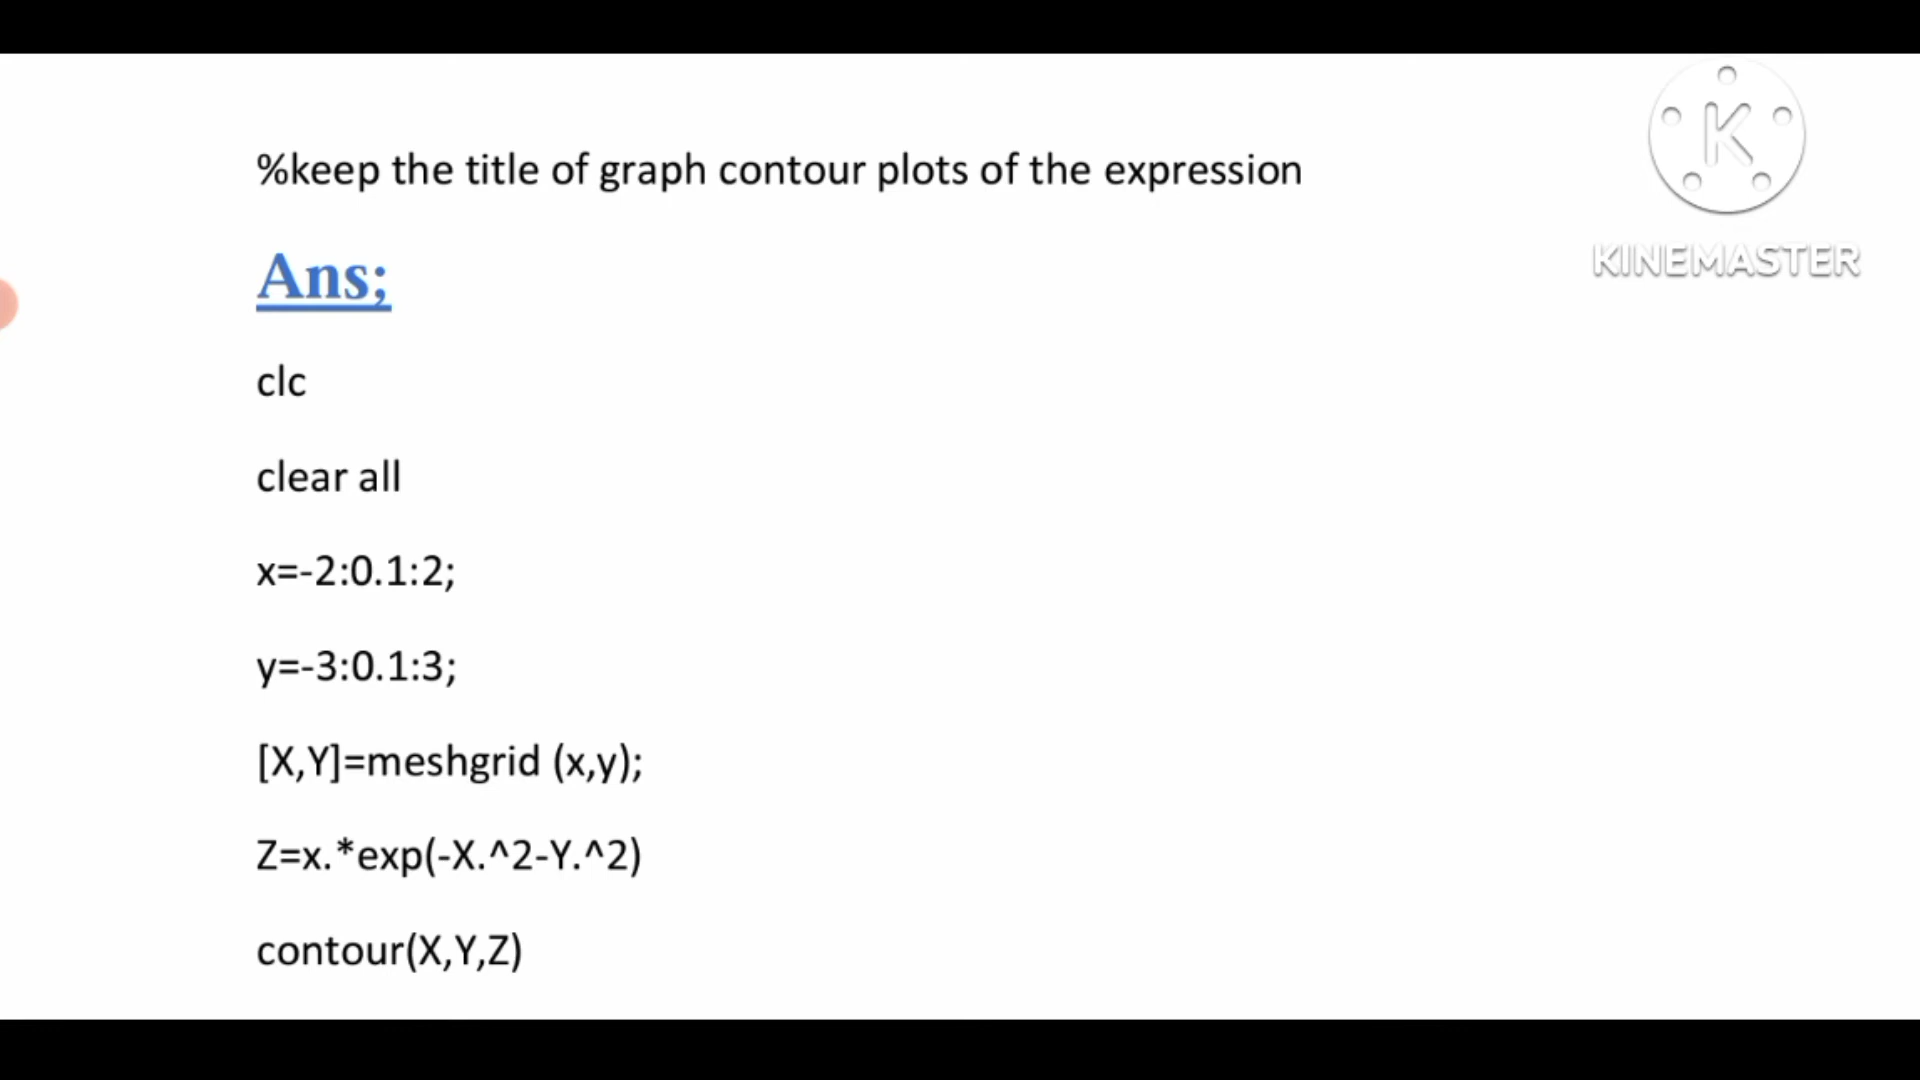 %keep the title of graph contour plots of the expression
K
KINEMASTER
Ans;
clc
clear all
x=-2:0.1:2;
y=-3:0.1:3;
[X,Y]=meshgrid (x,y);
Z=x.*exp(-X.^2-Y.^2)
contour(X,Y,Z)